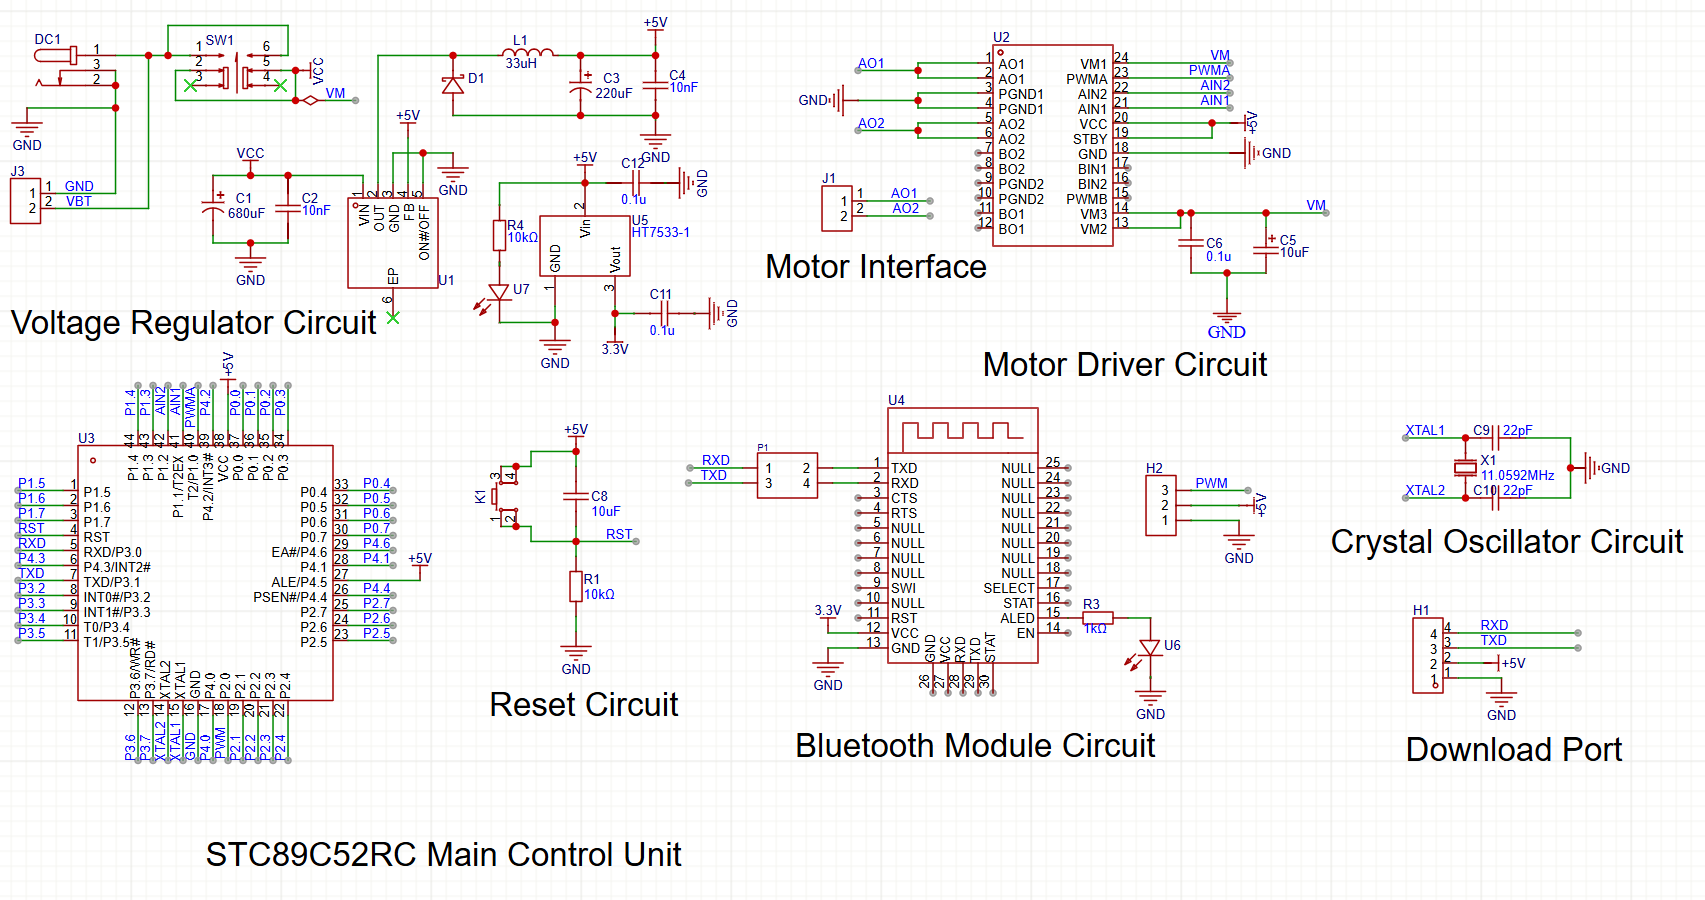 DC1
1
3
2
GND
J3
1
2
1
2
GND
VBT
SW1
1
2
3
6
5
4
VCC
VM
VCC
C1
680uF
C2
10nF
GND
1
2
3
4
5
VIN
OUT
GND
FB
ON#/OFF
EP
6
U1
+5V
GND
D1
L1
33uH
C3
220uF
+5V
C4
10nF
GND
+5V
C12
0.1u
GND
R4
10kΩ
U7
2
Vin
GND
Vout
1
3
U5
HT7533-1
C11
0.1u
GND
3.3V
GND
Voltage Regulator Circuit
AO1
GND
AO2
J1
1
2
1
2
AO1
AO2
Motor Interface
U2
1 AO1
2 AO1
3 PGND1
4 PGND1
5 AO2
6 AO2
7 BO2
8 BO2
9 PGND2
10 PGND2
11 BO1
12 BO1
VM1 24 VM
PWMA 23 PWMA
AIN2 22 AIN2
AIN1 21 AIN1
VCC 20
STBY 19
GND 18
BIN1 17
BIN2 16
PWMB 15
VM3 14
VM2 13
+5V
GND
VM
C6
0.1u
C5
10uF
GND
Motor Driver Circuit
U3
P1.4
P1.3
AIN2
AIN1
PWMA
P4.2
+5V
P0.0
P0.1
P0.2
P0.3
44
43
42
41
40
39
38
37
36
35
34
P1.4
P1.3
P1.2
P1.1/T2EX
T2/P1.0
P4.2/INT3#
VCC
P0.0
P0.1
P0.2
P0.3
P1.5 1 P1.5
P1.6 2 P1.6
P1.7 3 P1.7
RST 4 RST
RXD 5 RXD/P3.0
P4.3 6 P4.3/INT2#
TXD 7 TXD/P3.1
P3.2 8 INT0#/P3.2
P3.3 9 INT1#/P3.3
P3.4 10 T0/P3.4
P3.5 11 T1/P3.5
P0.4 33 P0.4
P0.5 32 P0.5
P0.6 31 P0.6
P0.7 30 P0.7
EA#/P4.6 29 P4.6
P4.1 28 P4.1
ALE/P4.5 27
+5V
PSEN#/P4.4 26 P4.4
P2.7 25 P2.7
P2.6 24 P2.6
P2.5 23 P2.5
P3.6/WR#
P3.7/RD#
XTAL2
XTAL1
GND
P4.0
P2.0
P2.1
P2.2
P2.3
P2.4
12
13
14
15
16
17
18
19
20
21
22
P3.6
P3.7
XTAL2
XTAL1
GND
P4.0
PWM
P2.1
P2.2
P2.3
P2.4
STC89C52RC Main Control Unit
+5V
K1
3
4
1
2
C8
10uF
RST
R1
10kΩ
GND
Reset Circuit
RXD
TXD
P1
1 2
3 4
U4
1 TXD
2 RXD
3 CTS
4 RTS
5 NULL
6 NULL
7 NULL
8 NULL
9 SWI
10 NULL
11 RST
12 VCC
13 GND
3.3V
GND
NULL 25
NULL 24
NULL 23
NULL 22
NULL 21
NULL 20
NULL 19
NULL 18
SELECT 17
STAT 16
ALED 15
EN 14
GND
VCC
RXD
TXD
STAT
26
27
28
29
30
R3
1kΩ
U6
GND
Bluetooth Module Circuit
H2
3
2
1
PWM
+5V
GND
XTAL1
C9 22pF
X1
11.0592MHz
GND
XTAL2
C10 22pF
Crystal Oscillator Circuit
H1
4 4 RXD
3 3 TXD
2 2 +5V
1 1
GND
Download Port